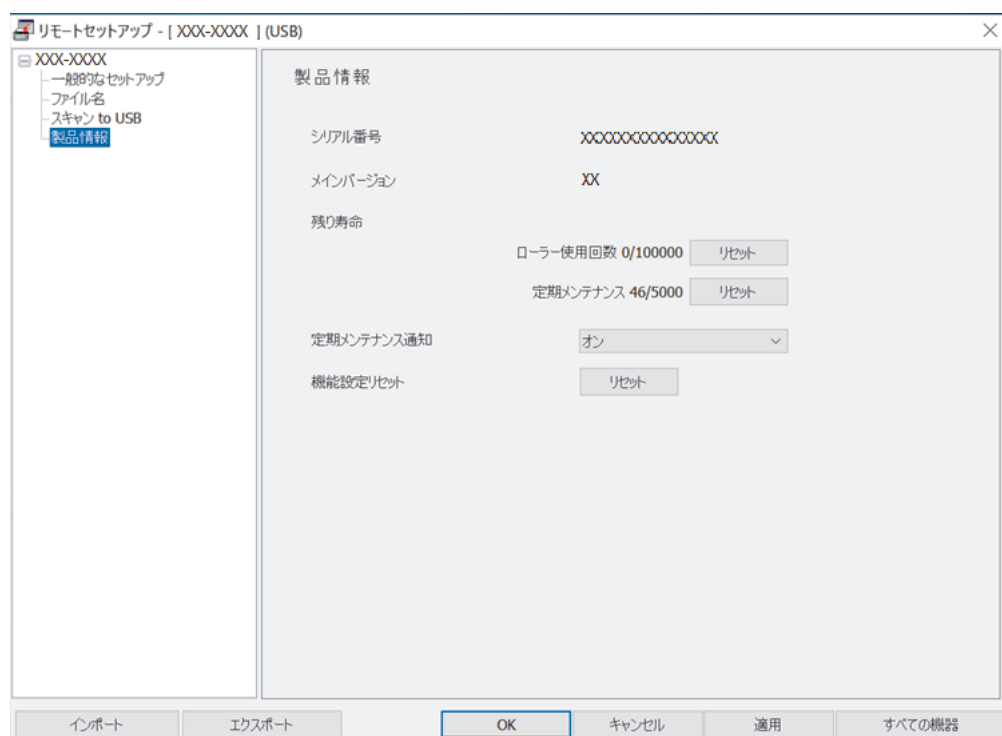 リモートセットアップ - [ XXX-XXXX ] (USB)
XXX-XXXX
一般的なセットアップ
ファイル名
スキャン to USB
製品情報
製品情報
シリアル番号 XXXXXXXXXXXXXXX
メインバージョン XX
残り寿命
ローラー使用回数 0/100000 リセット
定期メンテナンス 46/5000 リセット
定期メンテナンス通知 オン
機能設定リセット リセット
インポート エクスポート OK キャンセル 適用 すべての機器